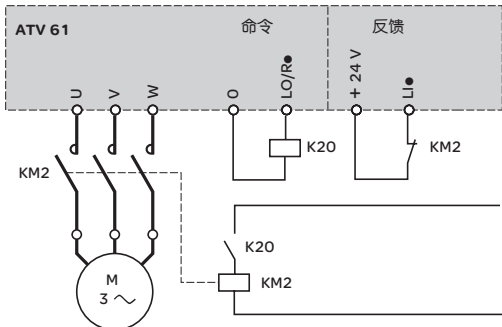 ATV 61
命令
反馈
U
V
W
0
LO/R●
+ 24 V
LI●
K20
KM2
KM2
K20
KM2
M
3 ~